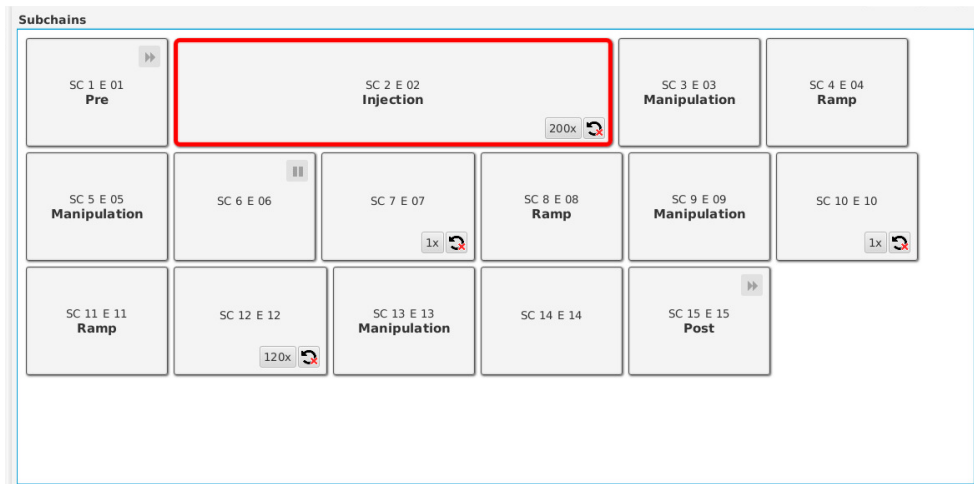 Subchains
SC 1 E 01
Pre
SC 2 E 02
Injection
200x
SC 3 E 03
Manipulation
SC 4 E 04
Ramp
SC 5 E 05
Manipulation
SC 6 E 06
SC 7 E 07
1x
SC 8 E 08
Ramp
SC 9 E 09
Manipulation
SC 10 E 10
1x
SC 11 E 11
Ramp
SC 12 E 12
120x
SC 13 E 13
Manipulation
SC 14 E 14
SC 15 E 15
Post